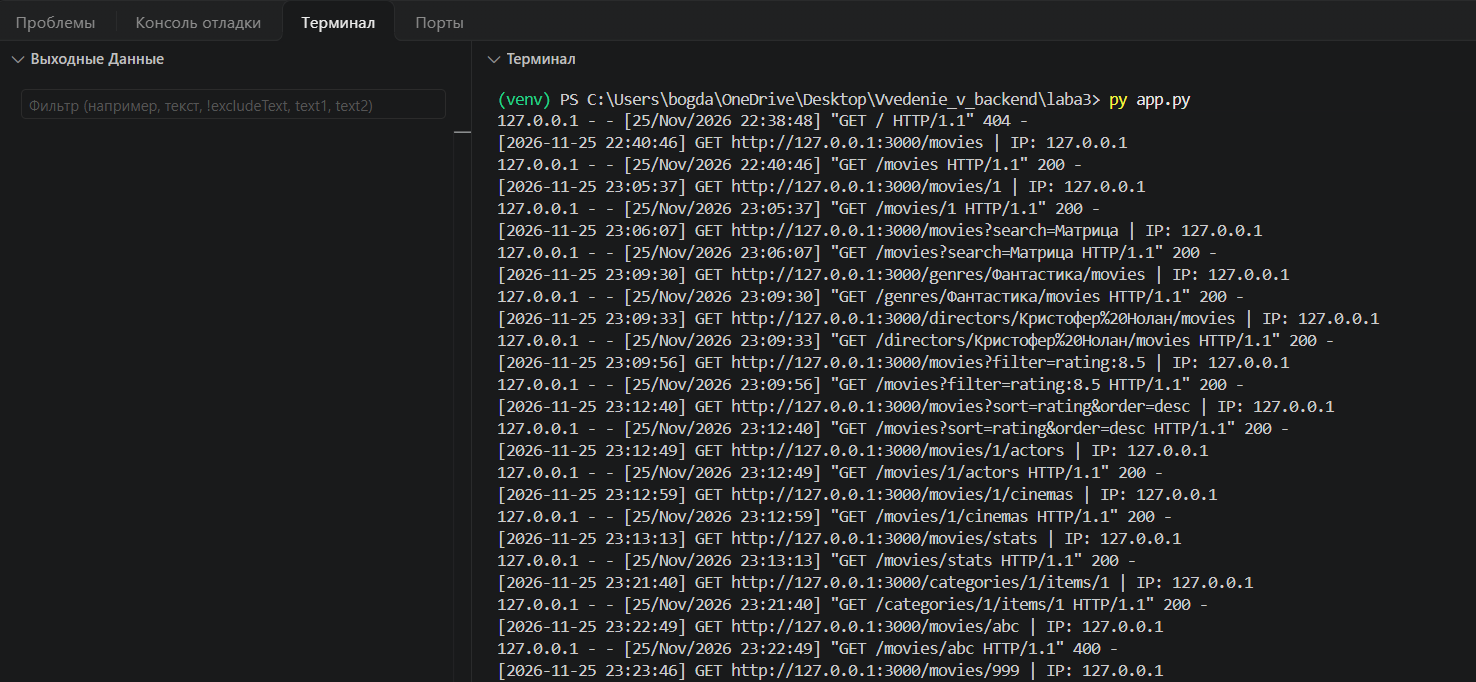 Проблемы Консоль отладки Терминал Порты
Выходные Данные
Фильтр (например, текст, !excludeText, text1, text2)
Терминал
(venv) PS C:\Users\bogda\OneDrive\Desktop\Vvedenie_v_backend\laba3> py app.py
127.0.0.1 - - [25/Nov/2026 22:38:48] "GET / HTTP/1.1" 404 -
[2026-11-25 22:40:46] GET http://127.0.0.1:3000/movies | IP: 127.0.0.1
127.0.0.1 - - [25/Nov/2026 22:40:46] "GET /movies HTTP/1.1" 200 -
[2026-11-25 23:05:37] GET http://127.0.0.1:3000/movies/1 | IP: 127.0.0.1
127.0.0.1 - - [25/Nov/2026 23:05:37] "GET /movies/1 HTTP/1.1" 200 -
[2026-11-25 23:06:07] GET http://127.0.0.1:3000/movies?search=Матрица | IP: 127.0.0.1
127.0.0.1 - - [25/Nov/2026 23:06:07] "GET /movies?search=Матрица HTTP/1.1" 200 -
[2026-11-25 23:09:30] GET http://127.0.0.1:3000/genres/Фантастика/movies | IP: 127.0.0.1
127.0.0.1 - - [25/Nov/2026 23:09:30] "GET /genres/Фантастика/movies HTTP/1.1" 200 -
[2026-11-25 23:09:33] GET http://127.0.0.1:3000/directors/Кристофер%20Нолан/movies | IP: 127.0.0.1
127.0.0.1 - - [25/Nov/2026 23:09:33] "GET /directors/Кристофер%20Нолан/movies HTTP/1.1" 200 -
[2026-11-25 23:09:56] GET http://127.0.0.1:3000/movies?filter=rating:8.5 | IP: 127.0.0.1
127.0.0.1 - - [25/Nov/2026 23:09:56] "GET /movies?filter=rating:8.5 HTTP/1.1" 200 -
[2026-11-25 23:12:40] GET http://127.0.0.1:3000/movies?sort=rating&order=desc | IP: 127.0.0.1
127.0.0.1 - - [25/Nov/2026 23:12:40] "GET /movies?sort=rating&order=desc HTTP/1.1" 200 -
[2026-11-25 23:12:49] GET http://127.0.0.1:3000/movies/1/actors | IP: 127.0.0.1
127.0.0.1 - - [25/Nov/2026 23:12:49] "GET /movies/1/actors HTTP/1.1" 200 -
[2026-11-25 23:12:59] GET http://127.0.0.1:3000/movies/1/cinemas | IP: 127.0.0.1
127.0.0.1 - - [25/Nov/2026 23:12:59] "GET /movies/1/cinemas HTTP/1.1" 200 -
[2026-11-25 23:13:13] GET http://127.0.0.1:3000/movies/stats | IP: 127.0.0.1
127.0.0.1 - - [25/Nov/2026 23:13:13] "GET /movies/stats HTTP/1.1" 200 -
[2026-11-25 23:21:40] GET http://127.0.0.1:3000/categories/1/items/1 | IP: 127.0.0.1
127.0.0.1 - - [25/Nov/2026 23:21:40] "GET /categories/1/items/1 HTTP/1.1" 200 -
[2026-11-25 23:22:49] GET http://127.0.0.1:3000/movies/abc | IP: 127.0.0.1
127.0.0.1 - - [25/Nov/2026 23:22:49] "GET /movies/abc HTTP/1.1" 400 -
[2026-11-25 23:23:46] GET http://127.0.0.1:3000/movies/999 | IP: 127.0.0.1